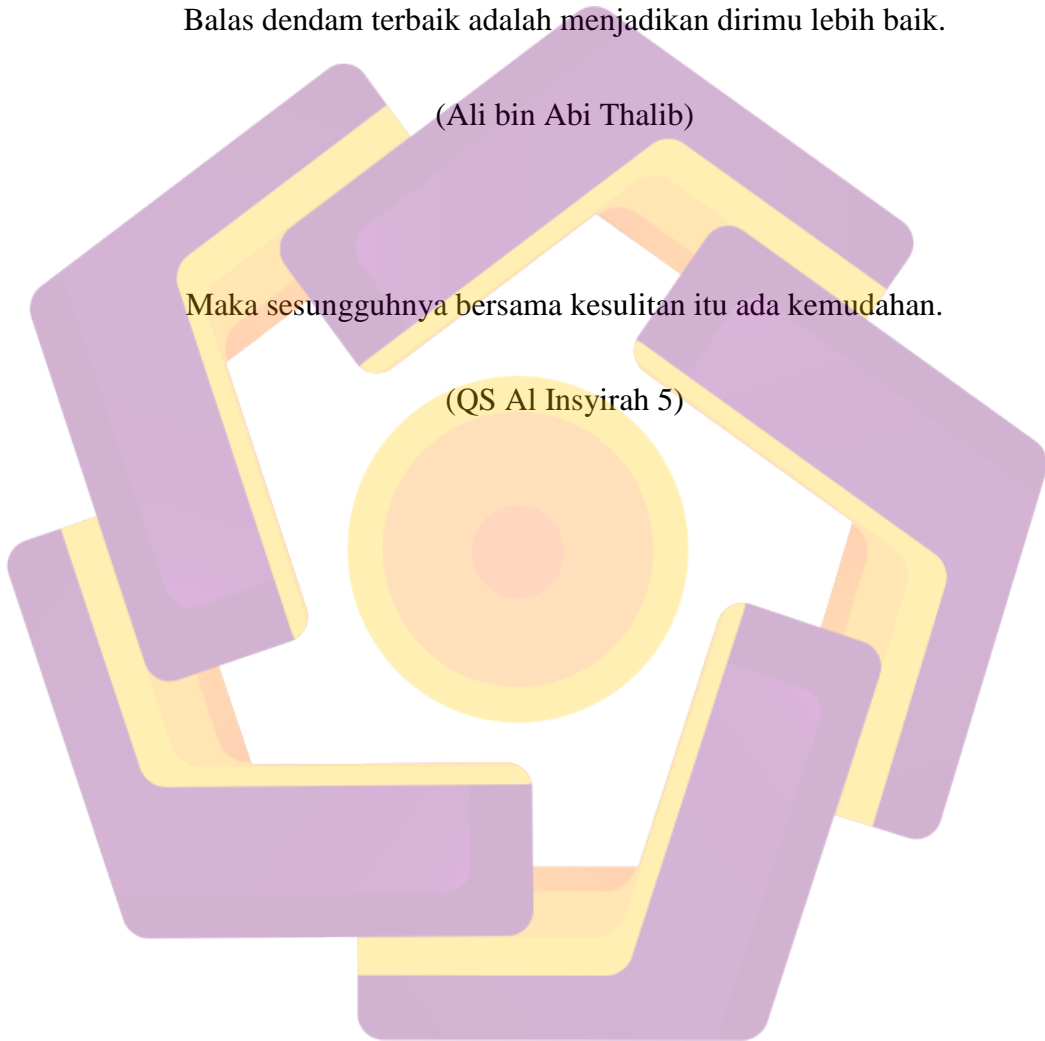 Balas dendam terbaik adalah menjadikan dirimu lebih baik.
(Ali bin Abi Thalib)
Maka sesungguhnya bersama kesulitan itu ada kemudahan.
(QS Al Insyirah 5)